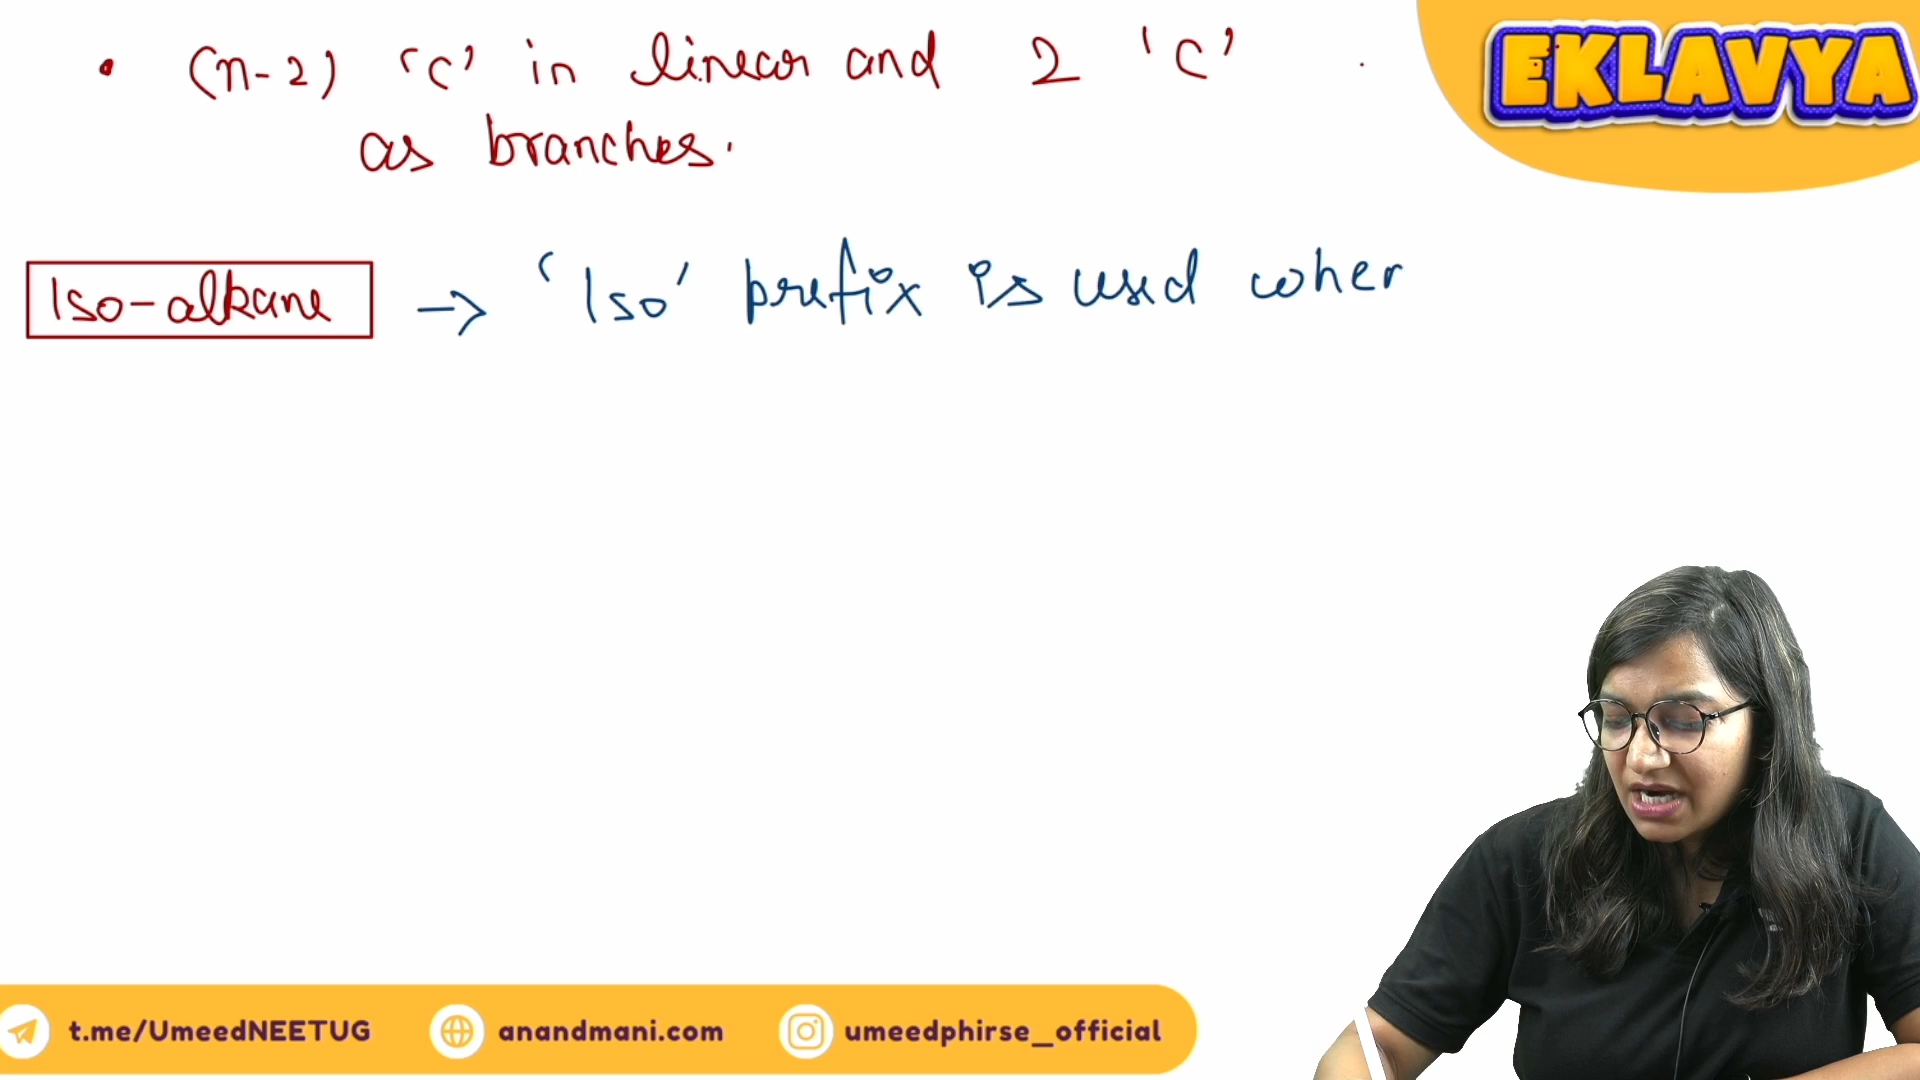 • (n-2) 'C' in linear and 2 'C'
as branches.
EKLAVYA
Iso-alkane → 'Iso' prefix is used wher
t.me/UmeedNEETUG anandmani.com umeedphirse_official